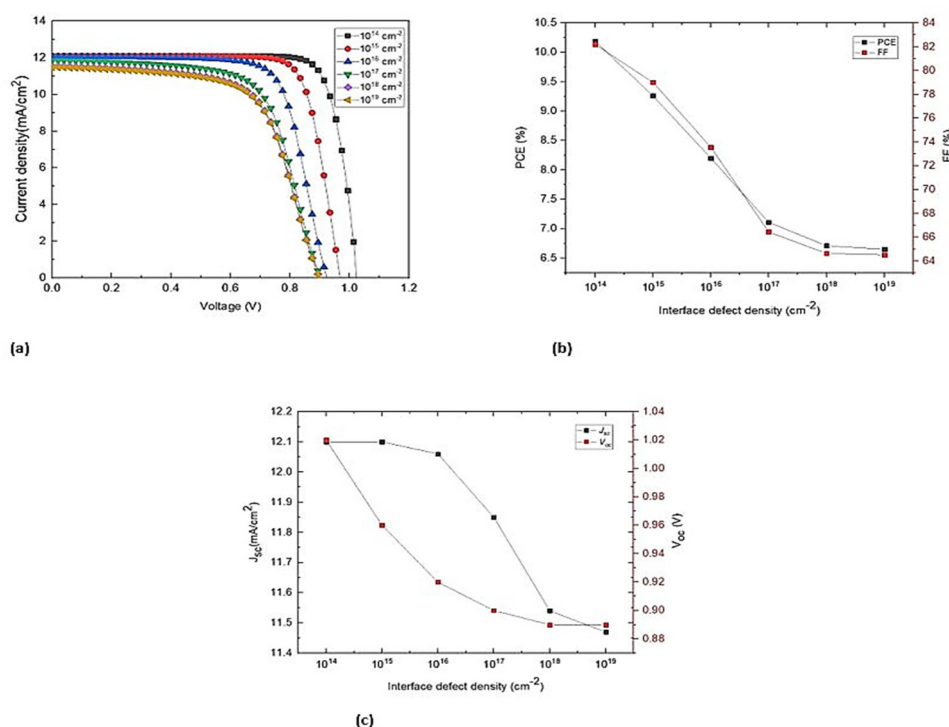 14
12
10
8
6
4
2
0
Current density(mA/cm²)
0.0 0.2 0.4 0.6 0.8 1.0 1.2
Voltage (V)
10¹⁴ cm⁻²
10¹⁵ cm⁻²
10¹⁶ cm⁻²
10¹⁷ cm⁻²
10¹⁸ cm⁻²
10¹⁹ cm⁻²
(a)
10.5
10.0
9.5
9.0
8.5
8.0
7.5
7.0
6.5
PCE (%)
PCE
FF
84
82
80
78
76
74
72
70
68
66
64
FF (%)
10¹⁴ 10¹⁵ 10¹⁶ 10¹⁷ 10¹⁸ 10¹⁹
Interface defect density (cm⁻²)
(b)
12.2
12.1
12.0
11.9
11.8
11.7
11.6
11.5
11.4
JSC(mA/cm²)
Jsc
Voc
1.04
1.02
1.00
0.98
0.96
0.94
0.92
0.90
0.88
VOC (V)
10¹⁴ 10¹⁵ 10¹⁶ 10¹⁷ 10¹⁸ 10¹⁹
Interface defect density (cm⁻²)
(c)